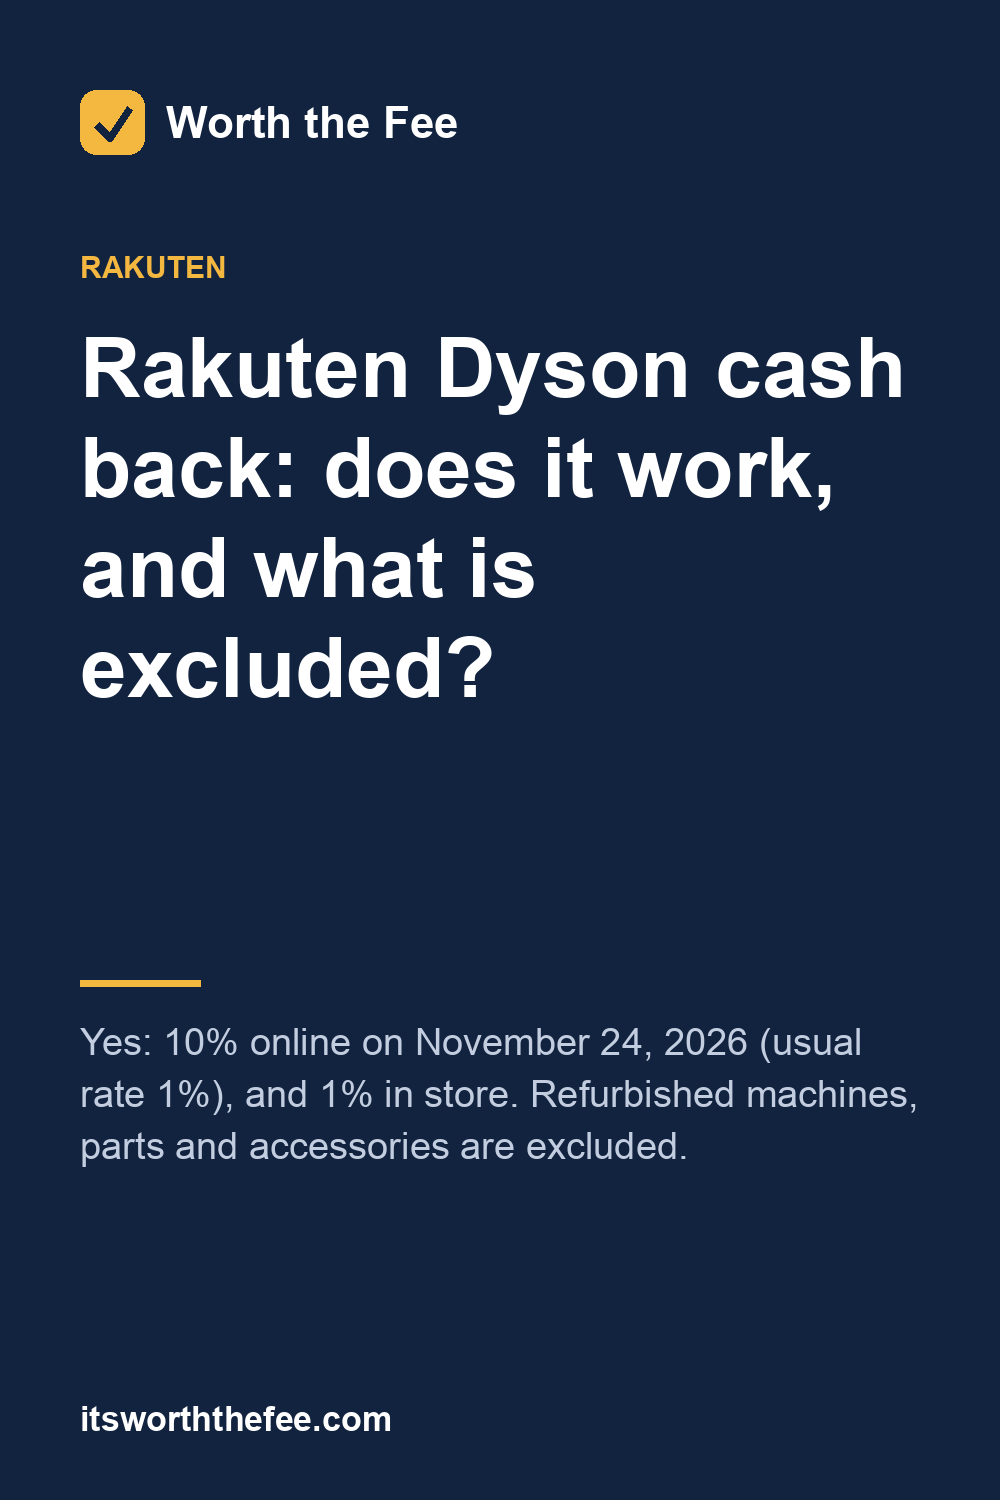 Worth the Fee
RAKUTEN
Rakuten Dyson cash
back: does it work,
and what is
excluded?
Yes: 10% online on November 24, 2026 (usual
rate 1%), and 1% in store. Refurbished machines,
parts and accessories are excluded.
itsworththefee.com